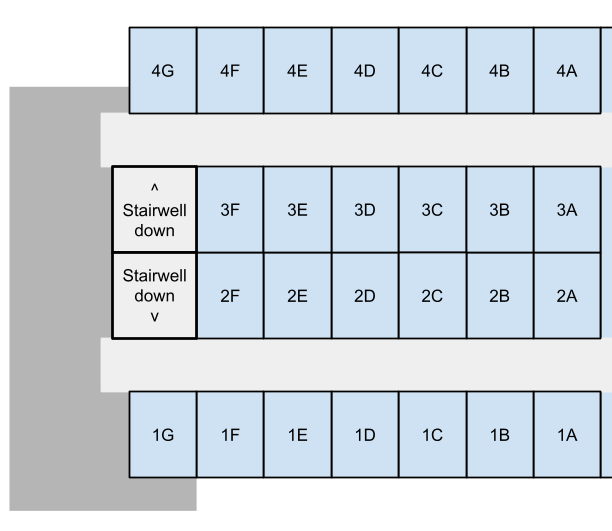 4G 4F 4E 4D 4C 4B 4A
^
Stairwell
down
3F 3E 3D 3C 3B 3A
Stairwell
down
v
2F 2E 2D 2C 2B 2A
1G 1F 1E 1D 1C 1B 1A